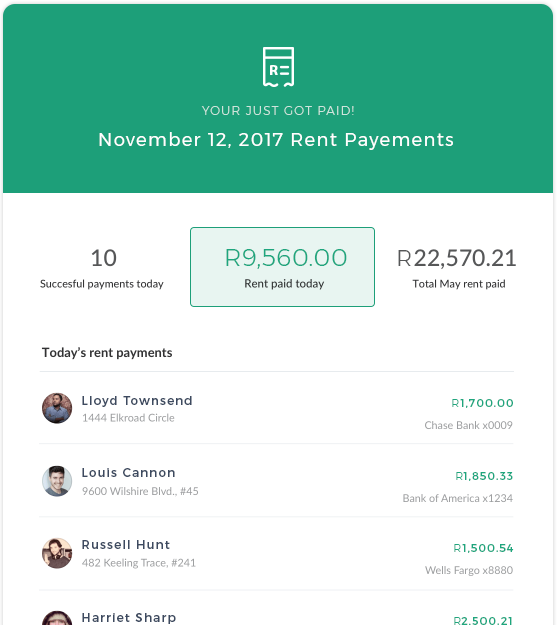 RE
YOUR JUST GOT PAID!
November 12, 2017 Rent Payements
10
Succesful payments today
R9,560.00
Rent paid today
R22,570.21
Total May rent paid
Today's rent payments
Lloyd Townsend
R1,700.00
1444 Elkroad Circle
Chase Bank x0009
Louis Cannon
R1,850.33
9600 Wilshire Blvd., #45
Bank of America x1234
Russell Hunt
R1,500.54
482 Keeling Trace, #241
Wells Fargo x8880
Harriet Sharp
R2,500.21